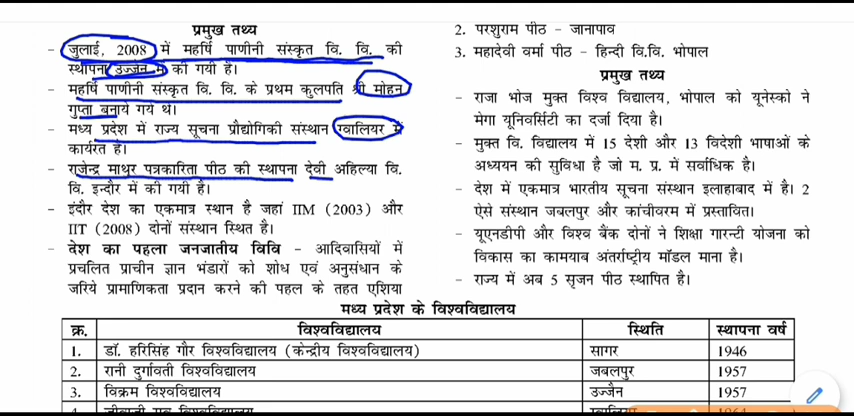 प्रमुख तथ्य
- जुलाई, 2008 में महर्षि पाणीनी संस्कृत वि. वि. की
स्थापना उज्जैन में की गयी है।
- महर्षि पाणीनी संस्कृत वि. वि. के प्रथम कुलपति श्री मोहन
गुप्ता बनाये गये थे।
- मध्य प्रदेश में राज्य सूचना प्रौद्योगिकी संस्थान ग्वालियर में
कार्यरत है।
- राजेन्द्र माथुर पत्रकारिता पीठ की स्थापना देवी अहिल्या वि.
वि. इन्दौर में की गयी है।
- इंदौर देश का एकमात्र स्थान है जहां IIM (2003) और
IIT (2008) दोनों संस्थान स्थित है।
- देश का पहला जनजातीय विवि - आदिवासियों में
प्रचलित प्राचीन ज्ञान भंडारों को शोध एवं अनुसंधान के
जरिये प्रामाणिकता प्रदान करने की पहल के तहत एशिया
2. परशुराम पीठ - जानापाव
3. महादेवी वर्मा पीठ - हिन्दी वि.वि. भोपाल
प्रमुख तथ्य
- राजा भोज मुक्त विश्व विद्यालय, भोपाल को यूनेस्को ने
मेगा यूनिवर्सिटी का दर्जा दिया है।
- मुक्त वि. विद्यालय में 15 देशी और 13 विदेशी भाषाओं के
अध्ययन की सुविधा है जो म. प्र. में सर्वाधिक है।
- देश में एकमात्र भारतीय सूचना संस्थान इलाहाबाद में है। 2
ऐसे संस्थान जबलपुर और कांचीवरम में प्रस्तावित।
- यूएनडीपी और विश्व बैंक दोनों ने शिक्षा गारन्टी योजना को
विकास का कामयाब अंतर्राष्ट्रीय मॉडल माना है।
- राज्य में अब 5 सृजन पीठ स्थापित है।
मध्य प्रदेश के विश्वविद्यालय
क्र. विश्वविद्यालय स्थिति स्थापना वर्ष
1. डॉ. हरिसिंह गौर विश्वविद्यालय (केन्द्रीय विश्वविद्यालय) सागर 1946
2. रानी दुर्गावती विश्वविद्यालय जबलपुर 1957
3. विक्रम विश्वविद्यालय उज्जैन 1957